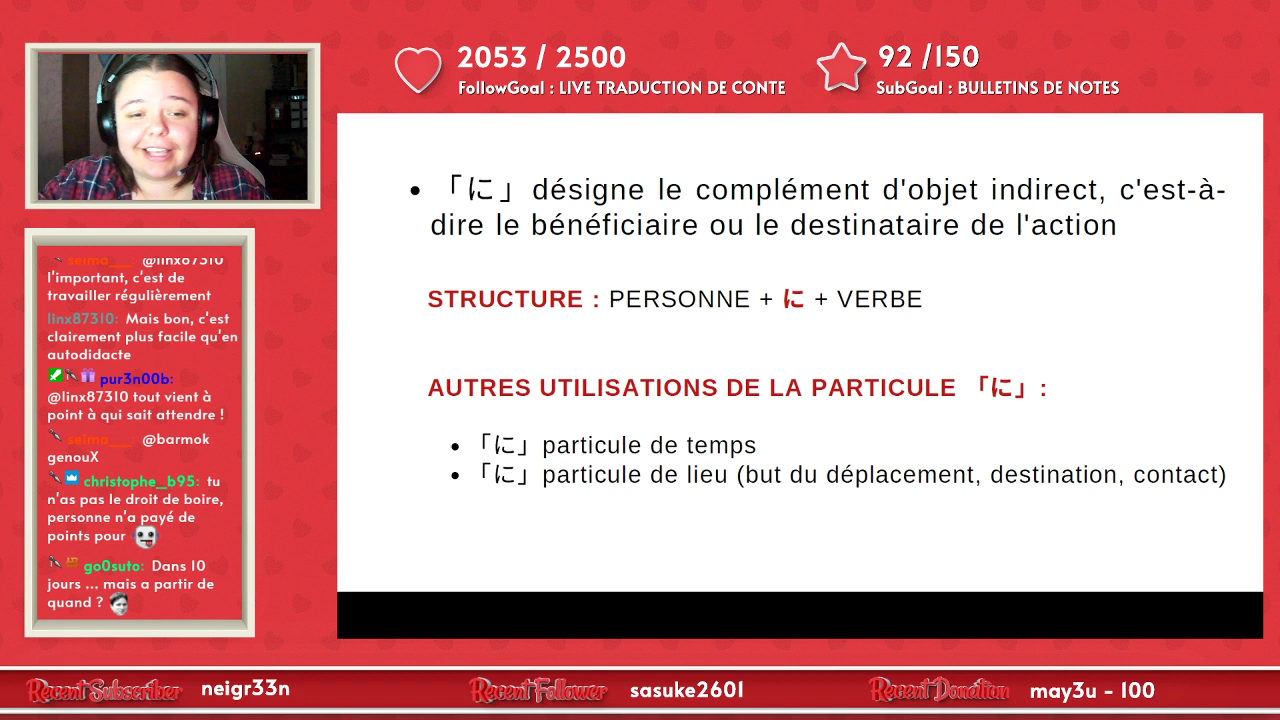 2053 / 2500
FollowGoal : LIVE TRADUCTION DE CONTE
92 /150
SubGoal : BULLETINS DE NOTES
• 「に」désigne le complément d'objet indirect, c'est-à-
dire le bénéficiaire ou le destinataire de l'action
STRUCTURE : PERSONNE + に + VERBE
AUTRES UTILISATIONS DE LA PARTICULE 「に」:
• 「に」particule de temps
• 「に」particule de lieu (but du déplacement, destination, contact)
seima___: @linx87310
l'important, c'est de
travailler régulièrement
linx87310: Mais bon, c'est
clairement plus facile qu'en
autodidacte
pur3n00b:
@linx87310 tout vient à
point à qui sait attendre !
seima___: @barmok
genouX
christophe_b95: tu
n'as pas le droit de boire,
personne n'a payé de
points pour
go0suto: Dans 10
jours ... mais a partir de
quand ?
Recent Subscriber neigr33n
Recent Follower sasuke2601
Recent Donation may3u - 100